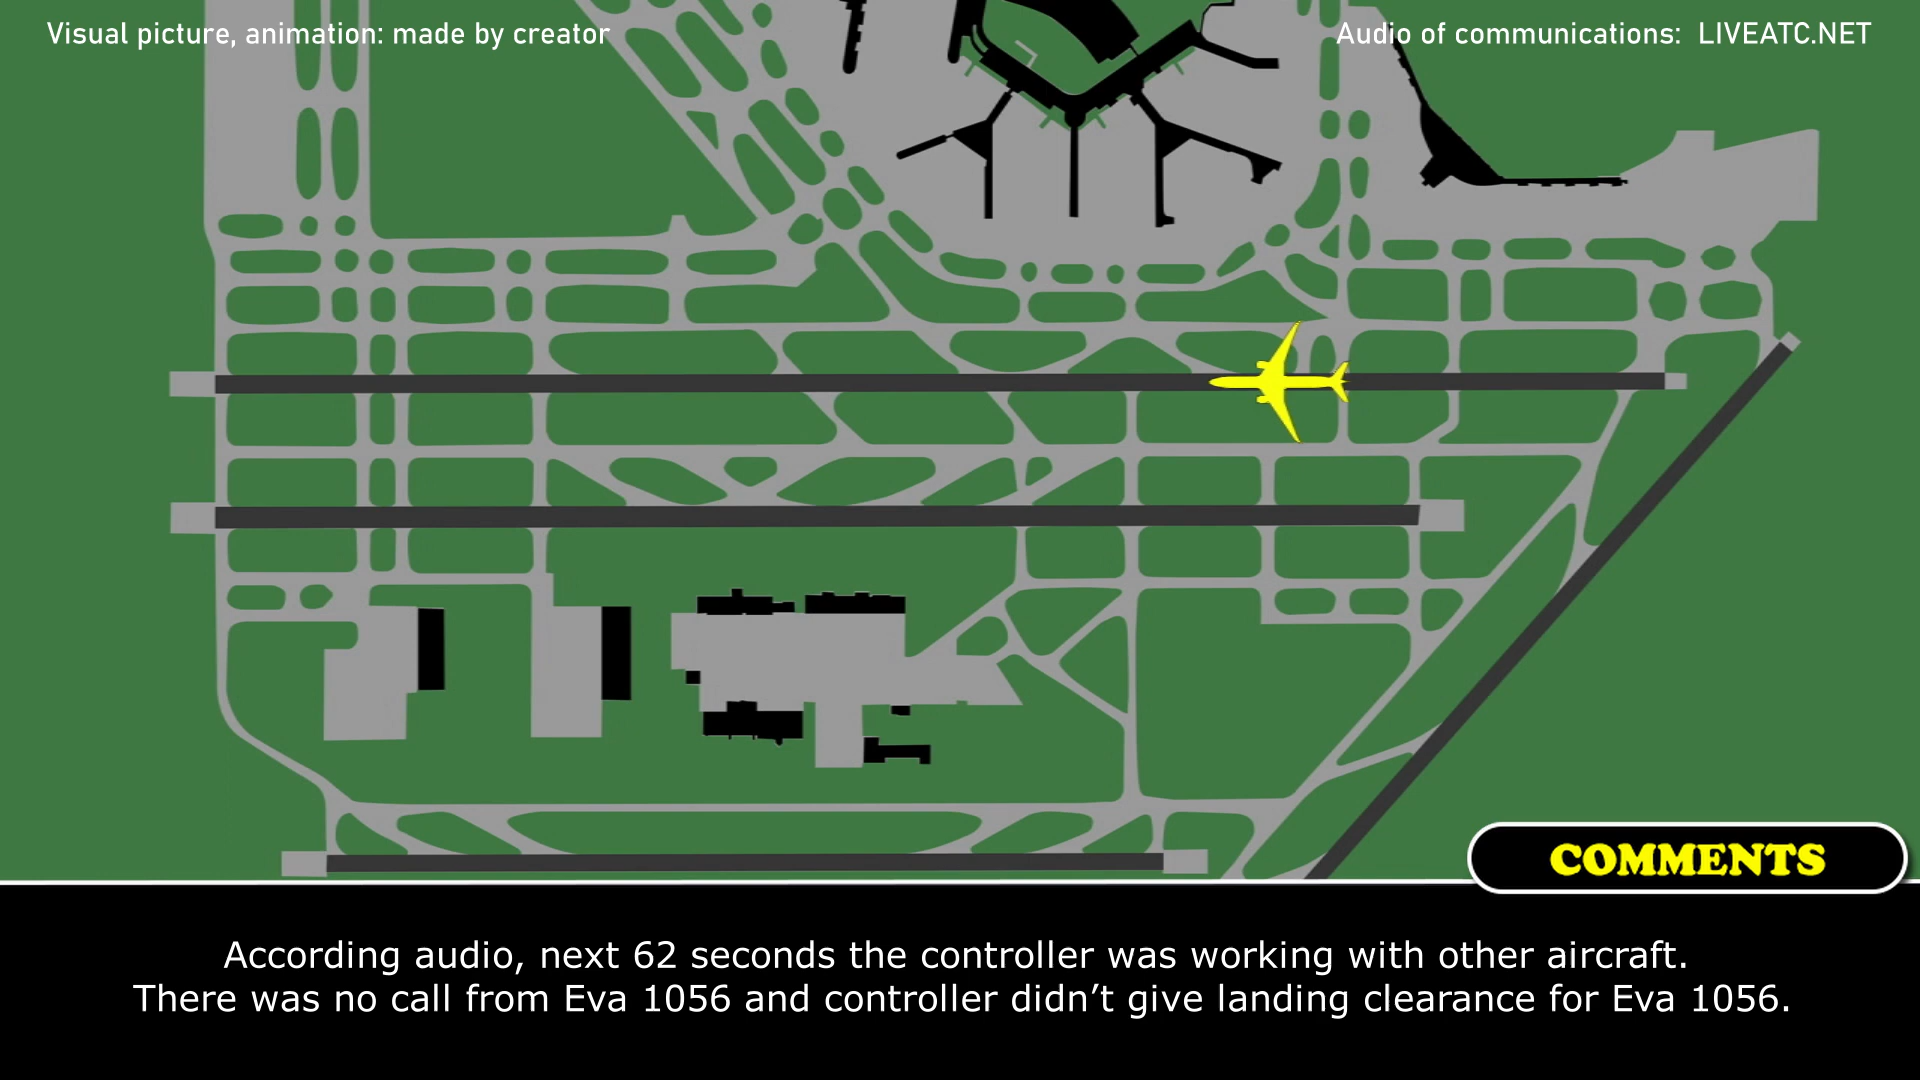 Visual picture, animation: made by creator
Audio of communications: LIVEATC.NET
COMMENTS
According audio, next 62 seconds the controller was working with other aircraft.
There was no call from Eva 1056 and controller didn't give landing clearance for Eva 1056.